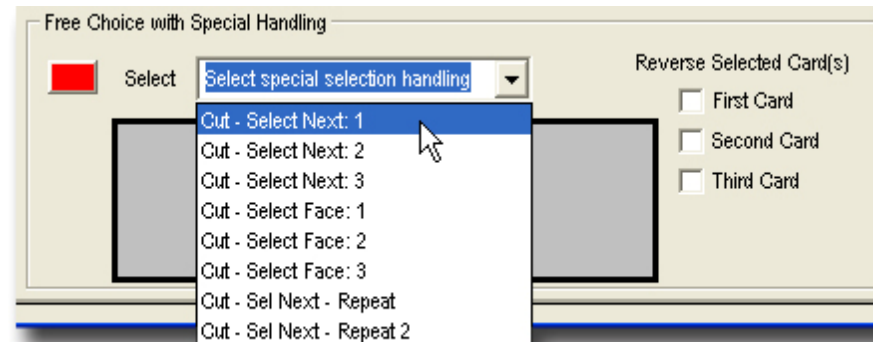 Free Choice with Special Handling
Select
Select special selection handling
Cut - Select Next: 1
Cut - Select Next: 2
Cut - Select Next: 3
Cut - Select Face: 1
Cut - Select Face: 2
Cut - Select Face: 3
Cut - Sel Next - Repeat
Cut - Sel Next - Repeat 2
Reverse Selected Card(s)
First Card
Second Card
Third Card